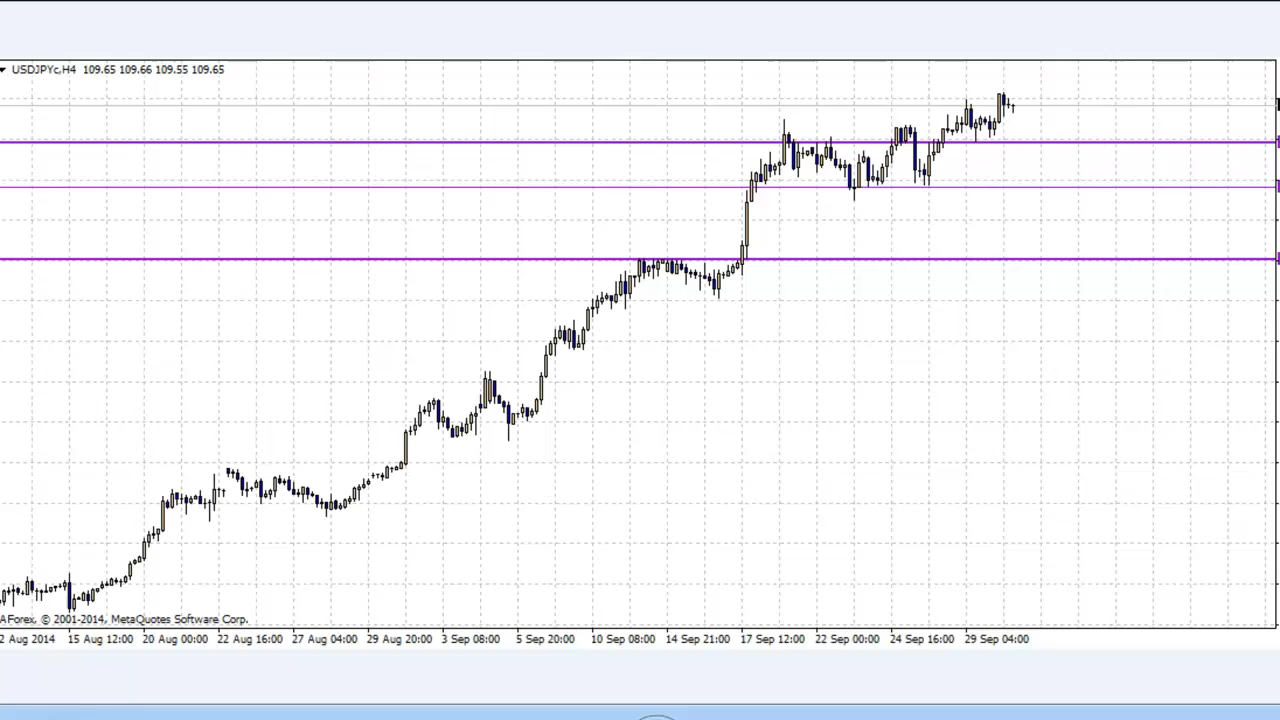 USDJPYc,H4 109.65 109.66 109.55 109.65
AForex, © 2001-2014, MetaQuotes Software Corp.
2 Aug 2014 15 Aug 12:00 20 Aug 00:00 22 Aug 16:00 27 Aug 04:00 29 Aug 20:00 3 Sep 08:00 5 Sep 20:00 10 Sep 08:00 14 Sep 21:00 17 Sep 12:00 22 Sep 00:00 24 Sep 16:00 29 Sep 04:00